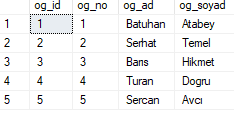 og_id og_no og_ad og_soyad
1 1 1 Batuhan Atabey
2 2 2 Serhat Temel
3 3 3 Barıs Hikmet
4 4 4 Turan Dogru
5 5 5 Sercan Avcı